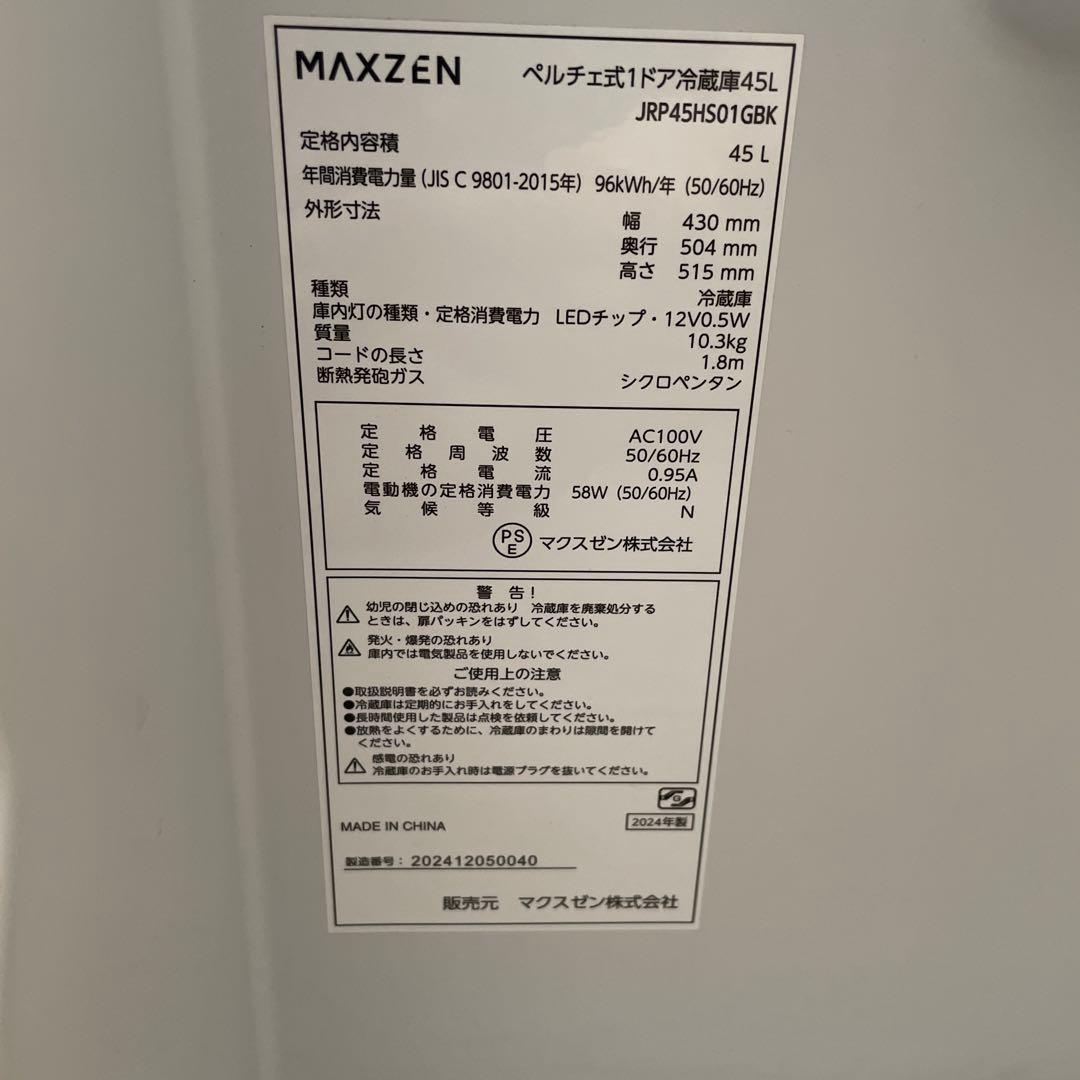 MAXZEN
ペルチェ式1ドア冷蔵庫45L
JRP45HS01GBK
定格内容積 45 L
年間消費電力量 (JIS C 9801-2015年) 96kWh/年 (50/60Hz)
外形寸法 幅 430 mm
奥行 504 mm
高さ 515 mm
種類 冷蔵庫
庫内灯の種類・定格消費電力 LEDチップ・12V0.5W
質量 10.3kg
コードの長さ 1.8m
断熱発砲ガス シクロペンタン
定格電圧 AC100V
定格周波数 50/60Hz
定格電流 0.95A
電動機の定格消費電力 58W (50/60Hz)
気候等級 N
PSE マクスゼン株式会社
警 告!
幼児の閉じ込めの恐れあり 冷蔵庫を廃棄処分する
ときは、扉パッキンをはずしてください。
発火・爆発の恐れあり
庫内では電気製品を使用しないでください。
ご使用上の注意
●取扱説明書を必ずお読みください。
●冷蔵庫は定期的にお手入れをしてください。
●長時間使用した製品は点検を依頼してください。
●放熱をよくするために、冷蔵庫のまわりは隙間を開けて
ください。
感電の恐れあり
冷蔵庫のお手入れ時は電源プラグを抜いてください。
G
2024年製
MADE IN CHINA
製造番号: 202412050040
販売元 マクスゼン株式会社